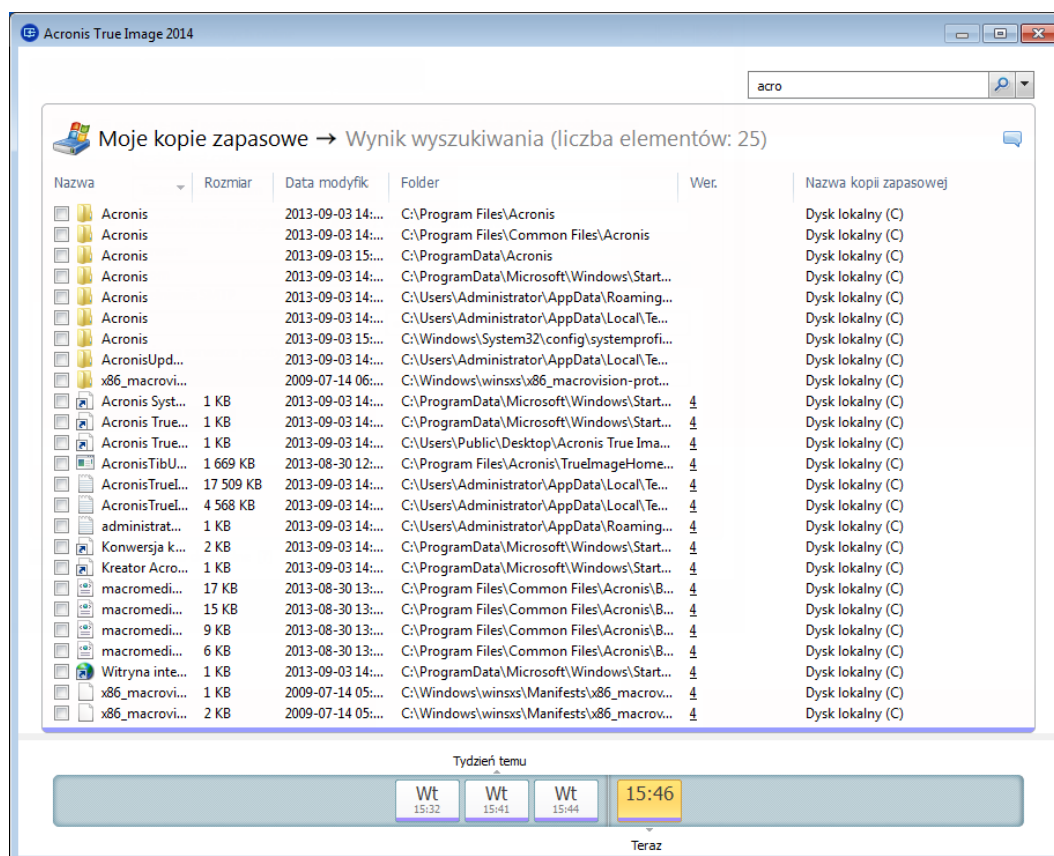 Acronis True Image 2014
acro
Moje kopie zapasowe → Wynik wyszukiwania (liczba elementów: 25)
Nazwa Rozmiar Data modyfik Folder Wer. Nazwa kopii zapasowej
Acronis 2013-09-03 14:... C:\Program Files\Acronis Dysk lokalny (C)
Acronis 2013-09-03 14:... C:\Program Files\Common Files\Acronis Dysk lokalny (C)
Acronis 2013-09-03 15:... C:\ProgramData\Acronis Dysk lokalny (C)
Acronis 2013-09-03 14:... C:\ProgramData\Microsoft\Windows\Start... Dysk lokalny (C)
Acronis 2013-09-03 14:... C:\Users\Administrator\AppData\Roaming... Dysk lokalny (C)
Acronis 2013-09-03 14:... C:\Users\Administrator\AppData\Local\Te... Dysk lokalny (C)
Acronis 2013-09-03 15:... C:\Windows\System32\config\systemprofi... Dysk lokalny (C)
AcronisUpd... 2013-09-03 14:... C:\Users\Administrator\AppData\Local\Te... Dysk lokalny (C)
x86_macrovi... 2009-07-14 06:... C:\Windows\winsxs\x86_macrovision-prot... Dysk lokalny (C)
Acronis Syst... 1 KB 2013-09-03 14:... C:\ProgramData\Microsoft\Windows\Start... 4 Dysk lokalny (C)
Acronis True... 1 KB 2013-09-03 14:... C:\ProgramData\Microsoft\Windows\Start... 4 Dysk lokalny (C)
Acronis True... 1 KB 2013-09-03 14:... C:\Users\Public\Desktop\Acronis True Ima... 4 Dysk lokalny (C)
AcronisTibU... 1 669 KB 2013-08-30 12:... C:\Program Files\Acronis\TrueImageHome... 4 Dysk lokalny (C)
AcronisTrueI... 17 509 KB 2013-09-03 14:... C:\Users\Administrator\AppData\Local\Te... 4 Dysk lokalny (C)
AcronisTrueI... 4 568 KB 2013-09-03 14:... C:\Users\Administrator\AppData\Local\Te... 4 Dysk lokalny (C)
administrat... 1 KB 2013-09-03 14:... C:\Users\Administrator\AppData\Roaming... 4 Dysk lokalny (C)
Konwersja k... 2 KB 2013-09-03 14:... C:\ProgramData\Microsoft\Windows\Start... 4 Dysk lokalny (C)
Kreator Acro... 1 KB 2013-09-03 14:... C:\ProgramData\Microsoft\Windows\Start... 4 Dysk lokalny (C)
macromedi... 17 KB 2013-08-30 13:... C:\Program Files\Common Files\Acronis\B... 4 Dysk lokalny (C)
macromedi... 15 KB 2013-08-30 13:... C:\Program Files\Common Files\Acronis\B... 4 Dysk lokalny (C)
macromedi... 9 KB 2013-08-30 13:... C:\Program Files\Common Files\Acronis\B... 4 Dysk lokalny (C)
macromedi... 6 KB 2013-08-30 13:... C:\Program Files\Common Files\Acronis\B... 4 Dysk lokalny (C)
Witryna inte... 1 KB 2013-09-03 14:... C:\ProgramData\Microsoft\Windows\Start... 4 Dysk lokalny (C)
x86_macrovi... 1 KB 2009-07-14 05:... C:\Windows\winsxs\Manifests\x86_macrov... 4 Dysk lokalny (C)
x86_macrovi... 2 KB 2009-07-14 05:... C:\Windows\winsxs\Manifests\x86_macrov... 4 Dysk lokalny (C)
Tydzień temu
Wt Wt Wt 15:46
15:32 15:41 15:44
Teraz